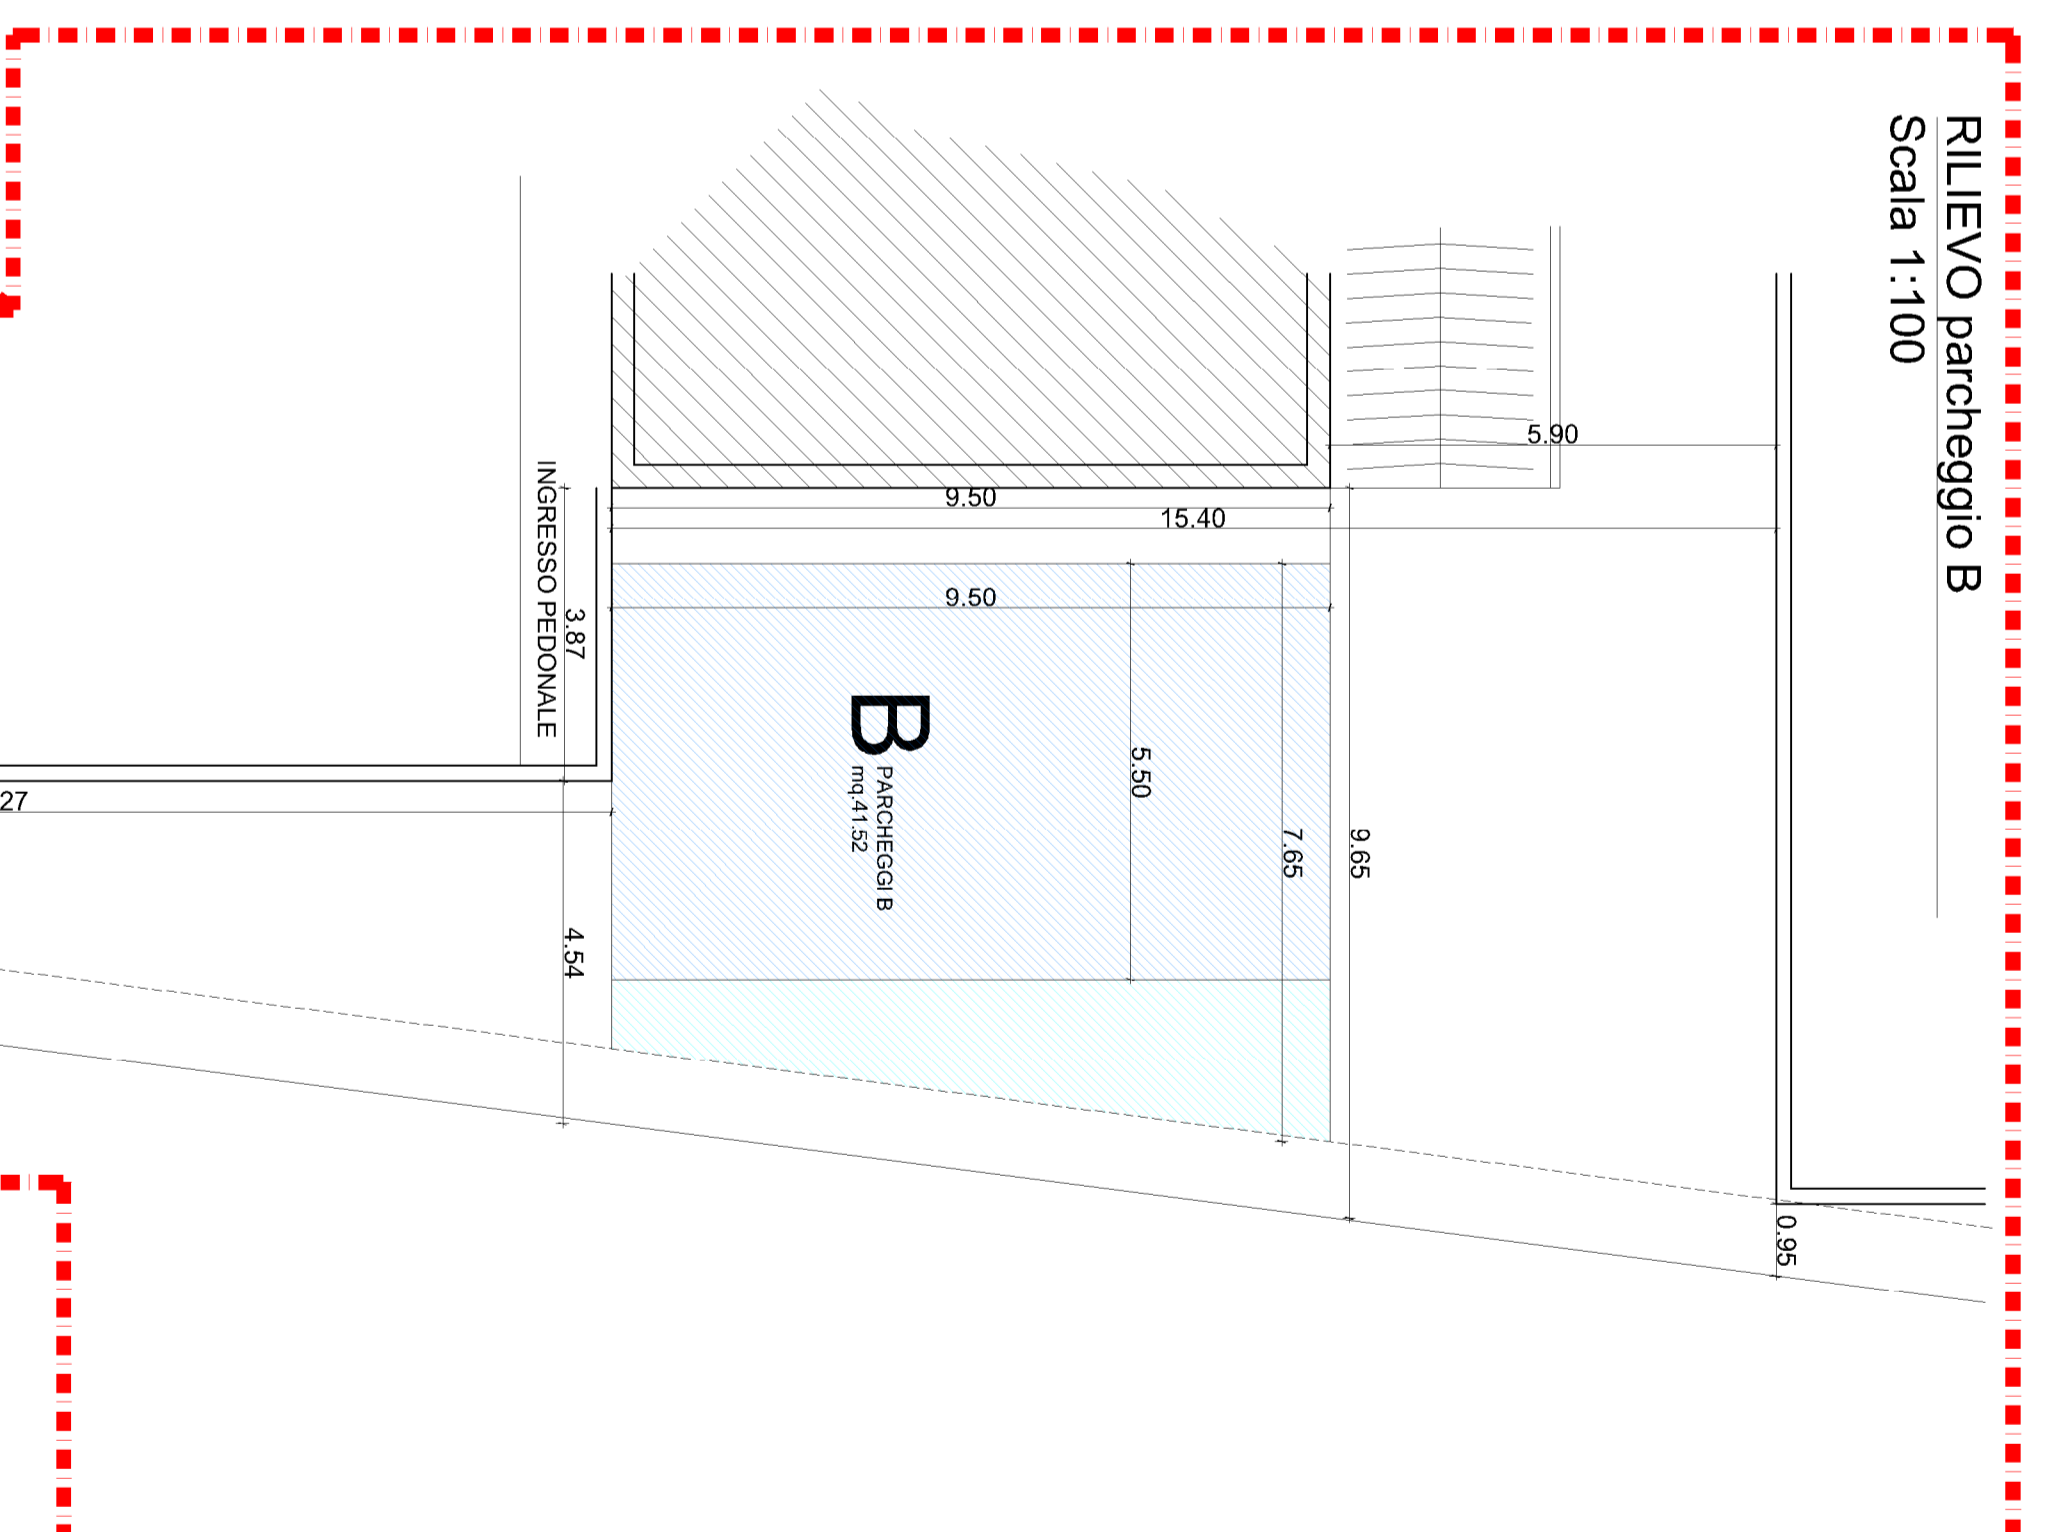 RILIEVO parcheggio B
Scala 1:100
5.90
9.50
15.40
9.50
INGRESSO PEDONALE
3.87
B
PARCHEGGI B
mq.41.52
5.50
7.65
9.65
27
4.54
0.95